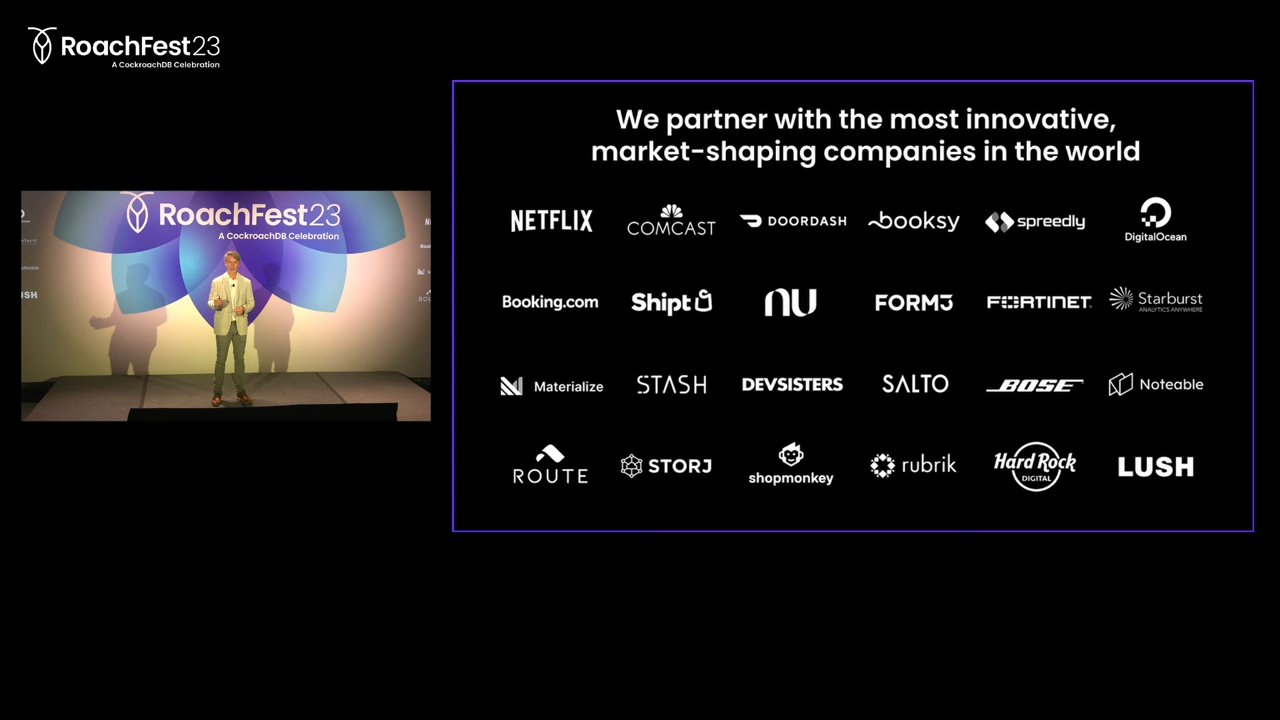 RoachFest23
A CockroachDB Celebration
RoachFest23
A CockroachDB Celebration
We partner with the most innovative,
market-shaping companies in the world
NETFLIX
COMCAST
DOORDASH
booksy
spreedly
DigitalOcean
Booking.com
Shipt
nu
FORM3
FORTINET
Starburst
ANALYTICS ANYWHERE
Materialize
STASH
DEVSISTERS
SALTO
BOSE
Noteable
ROUTE
STORJ
shopmonkey
rubrik
Hard Rock
DIGITAL
LUSH